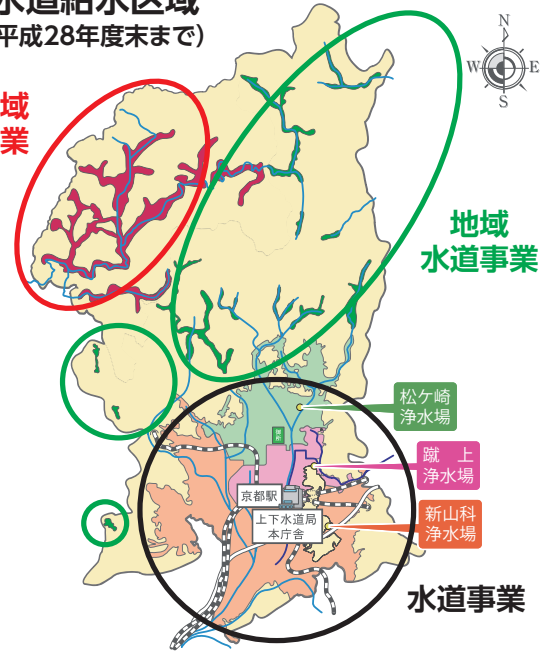 水道給水区域
平成28年度末まで）
N
W
E
S
域
業
地域
水道事業
松ケ崎
浄水場
御所
蹴 上
浄水場
京都駅
新山科
浄水場
上下水道局
本庁舎
水道事業